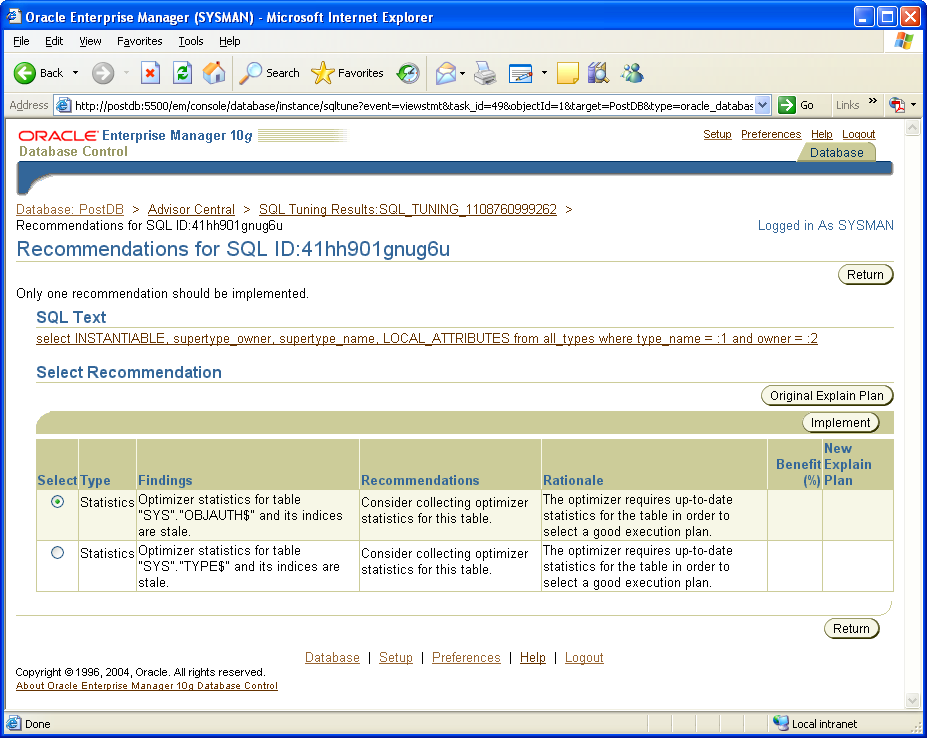 Oracle Enterprise Manager (SYSMAN) - Microsoft Internet Explorer
File Edit View Favorites Tools Help
Back Search Favorites
Address http://postdb:5500/em/console/database/instance/sqltune?event=viewstmt&task_id=49&objectId=1&target=PostDB&type=oracle_databas Go Links »
ORACLE Enterprise Manager 10g
Database Control
Setup Preferences Help Logout
Database
Database: PostDB > Advisor Central > SQL Tuning Results:SQL_TUNING_1108760999262 >
Recommendations for SQL ID:41hh901gnug6u
Logged in As SYSMAN
Recommendations for SQL ID:41hh901gnug6u
Return
Only one recommendation should be implemented.
SQL Text
select INSTANTIABLE, supertype_owner, supertype_name, LOCAL_ATTRIBUTES from all_types where type_name = :1 and owner = :2
Select Recommendation
Original Explain Plan
Implement
Select Type Findings Recommendations Rationale Benefit (%) New Explain Plan
Statistics
Optimizer statistics for table
"SYS"."OBJAUTH$" and its indices
are stale.
Consider collecting optimizer
statistics for this table.
The optimizer requires up-to-date
statistics for the table in order to
select a good execution plan.
Statistics
Optimizer statistics for table
"SYS"."TYPE$" and its indices are
stale.
Consider collecting optimizer
statistics for this table.
The optimizer requires up-to-date
statistics for the table in order to
select a good execution plan.
Return
Database | Setup | Preferences | Help | Logout
Copyright © 1996, 2004, Oracle. All rights reserved.
About Oracle Enterprise Manager 10g Database Control
Done
Local intranet